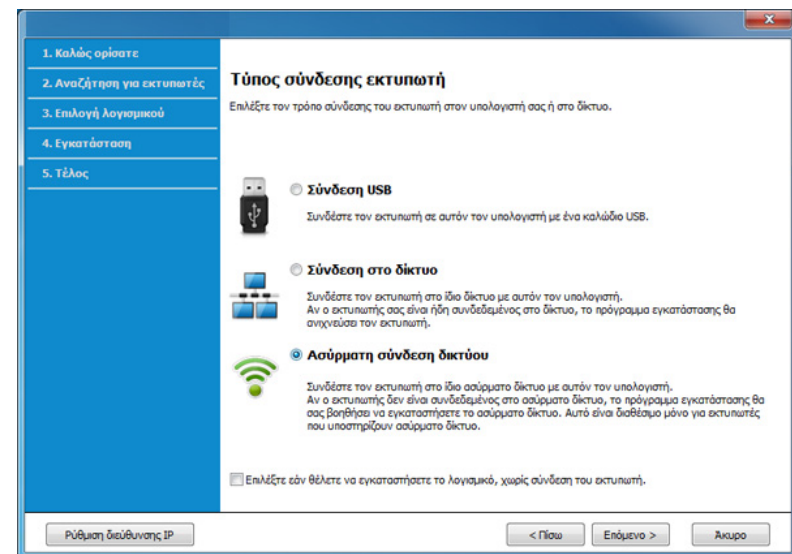 1. Καλώς ορίσατε
2. Αναζήτηση για εκτυπωτές
3. Επιλογή λογισμικού
4. Εγκατάσταση
5. Τέλος
Τύπος σύνδεσης εκτυπωτή
Επιλέξτε τον τρόπο σύνδεσης του εκτυπωτή στον υπολογιστή σας ή στο δίκτυο.
Σύνδεση USB
Συνδέστε τον εκτυπωτή σε αυτόν τον υπολογιστή με ένα καλώδιο USB.
Σύνδεση στο δίκτυο
Συνδέστε τον εκτυπωτή στο ίδιο δίκτυο με αυτόν τον υπολογιστή.
Αν ο εκτυπωτής σας είναι ήδη συνδεδεμένος στο δίκτυο, το πρόγραμμα εγκατάστασης θα
ανιχνεύσει τον εκτυπωτή.
Ασύρματη σύνδεση δικτύου
Συνδέστε τον εκτυπωτή στο ίδιο ασύρματο δίκτυο με αυτόν τον υπολογιστή.
Αν ο εκτυπωτής δεν είναι συνδεδεμένος στο ασύρματο δίκτυο, το πρόγραμμα εγκατάστασης θα
σας βοηθήσει να εγκαταστήσετε το ασύρματο δίκτυο. Αυτό είναι διαθέσιμο μόνο για εκτυπωτές
που υποστηρίζουν ασύρματο δίκτυο.
Επιλέξτε εάν θέλετε να εγκαταστήσετε το λογισμικό, χωρίς σύνδεση του εκτυπωτή.
Ρύθμιση διεύθυνσης IP
< Πίσω
Επόμενο >
Άκυρο